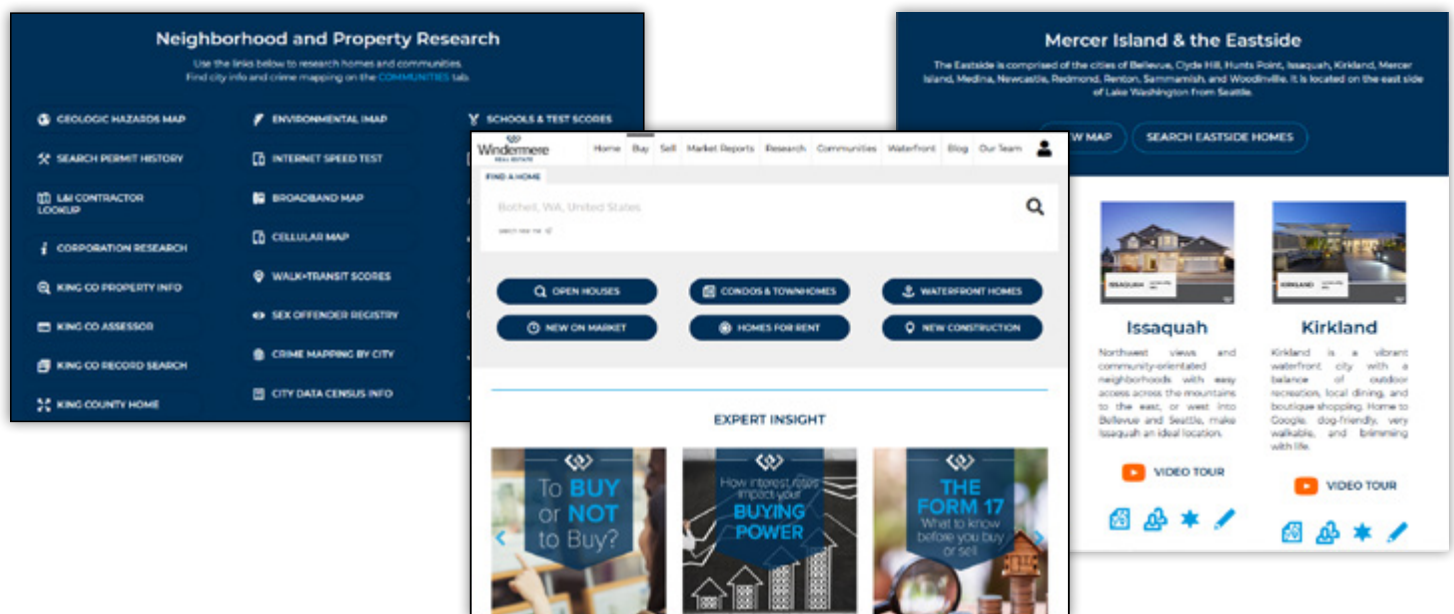 Neighborhood and Property Research
Use the links below to research homes and communities.
Find city info and crime mapping on the COMMUNITIES tab.
GEOLOGIC HAZARDS MAP
SEARCH PERMIT HISTORY
L&I CONTRACTOR
LOOKUP
CORPORATION RESEARCH
KING CO PROPERTY INFO
KING CO ASSESSOR
KING CO RECORD SEARCH
KING COUNTY HOME
ENVIRONMENTAL IMAP
INTERNET SPEED TEST
BROADBAND MAP
CELLULAR MAP
WALK+TRANSIT SCORES
SEX OFFENDER REGISTRY
CRIME MAPPING BY CITY
CITY DATA CENSUS INFO
SCHOOLS & TEST SCORES
Windermere
REAL ESTATE
Home Buy Sell Market Reports Research Communities Waterfront Blog Our Team
FIND A HOME
Bothell, WA, United States
search near me
OPEN HOUSES
CONDOS & TOWNHOMES
WATERFRONT HOMES
NEW ON MARKET
HOMES FOR RENT
NEW CONSTRUCTION
EXPERT INSIGHT
To BUY
or NOT
to Buy?
How interest rates
impact your
BUYING
POWER
THE
FORM 17
What to know
before you buy
or sell
Mercer Island & the Eastside
The Eastside is comprised of the cities of Bellevue, Clyde Hill, Hunts Point, Issaquah, Kirkland, Mercer
Island, Medina, Newcastle, Redmond, Renton, Sammamish, and Woodinville. It is located on the east side
of Lake Washington from Seattle.
W MAP
SEARCH EASTSIDE HOMES
ISSAQUAH
Issaquah
Northwest views and
community-orientated
neighborhoods with easy
access across the mountains
to the east, or west into
Bellevue and Seattle, make
Issaquah an ideal location.
VIDEO TOUR
KIRKLAND
Kirkland
Kirkland is a vibrant
waterfront city with a
balance of outdoor
recreation, local dining, and
boutique shopping. Home to
Google, dog-friendly, very
walkable, and brimming
with life.
VIDEO TOUR